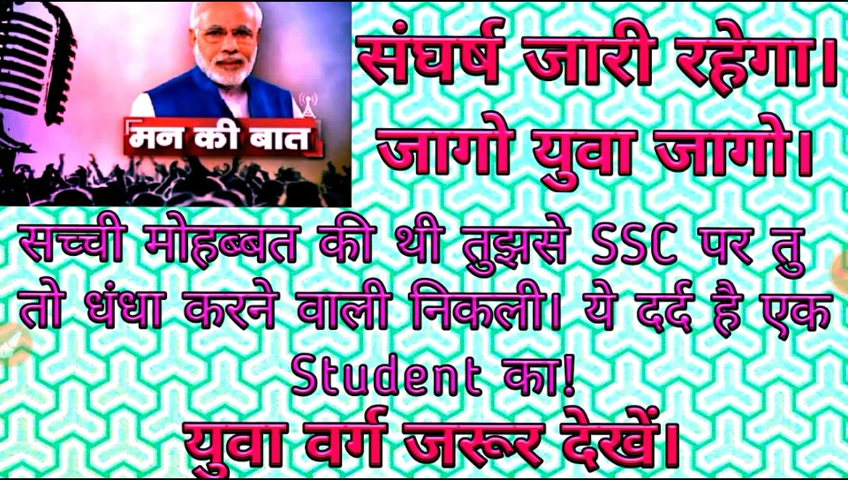 मन की बात
संघर्ष जारी रहेगा।
जागो युवा जागो।
सच्ची मोहब्बत की थी तुझसे SSC पर तु
तो धंधा करने वाली निकली। ये दर्द है एक
Student का!
युवा वर्ग जरूर देखें।